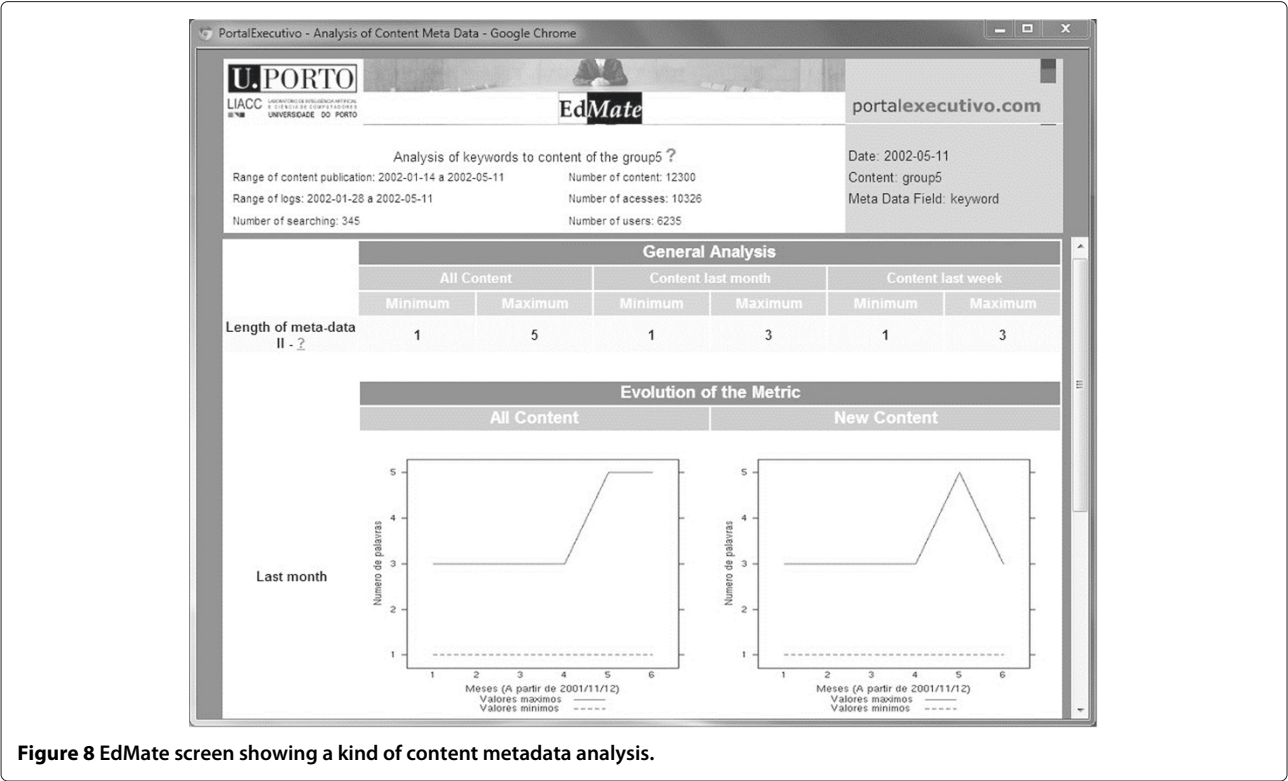 PortalExecutivo - Analysis of Content Meta Data - Google Chrome
U.PORTO
LIACC LABORATÓRIO DE INTELIGÊNCIA ARTIFICIAL
E CIÊNCIA DE COMPUTADORES
UNIVERSIDADE DO PORTO
EdMate
portalexecutivo.com
Analysis of keywords to content of the group5 ?
Range of content publication: 2002-01-14 a 2002-05-11
Number of content: 12300
Range of logs: 2002-01-28 a 2002-05-11
Number of acesses: 10326
Number of searching: 345
Number of users: 6235
Date: 2002-05-11
Content: group5
Meta Data Field: keyword
General Analysis
All Content Content last month Content last week
Minimum Maximum Minimum Maximum Minimum Maximum
Length of meta-data
II - ?
1 5 1 3 1 3
Evolution of the Metric
All Content New Content
Last month
Numero de palavras
5
4
3
2
1
1 2 3 4 5 6
Meses (A partir de 2001/11/12)
Valores maximos
Valores minimos
Numero de palavras
5
4
3
2
1
1 2 3 4 5 6
Meses (A partir de 2001/11/12)
Valores maximos
Valores minimos
Figure 8 EdMate screen showing a kind of content metadata analysis.